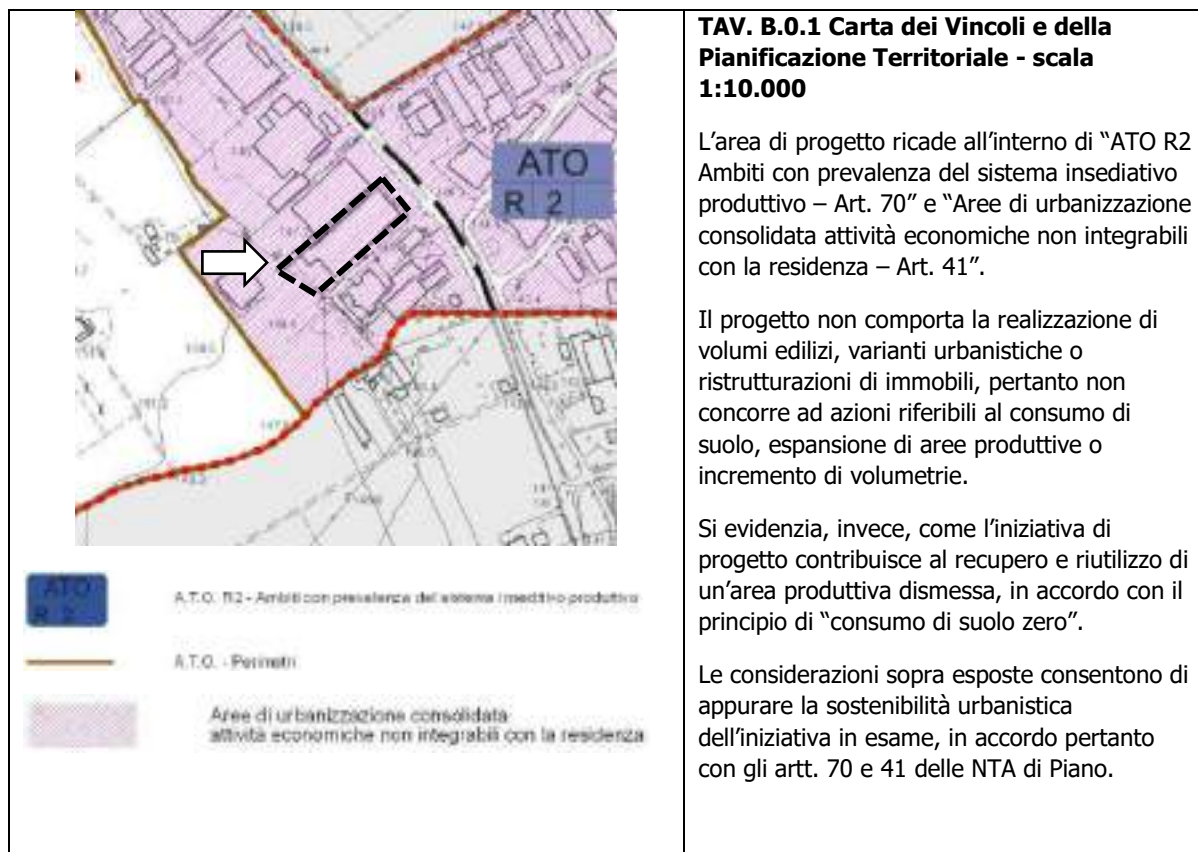 ATO
R 2
ATO
R 2
A.T.O. R2 - Ambiti con prevalenza del sistema inseditivo produttivo
A.T.O. - Perimetri
Aree di urbanizzazione consolidata
attività economiche non integrabili con la residenza
TAV. B.0.1 Carta dei Vincoli e della
Pianificazione Territoriale - scala
1:10.000
L’area di progetto ricade all’interno di “ATO R2
Ambiti con prevalenza del sistema insediativo
produttivo – Art. 70” e “Aree di urbanizzazione
consolidata attività economiche non integrabili
con la residenza – Art. 41”.
Il progetto non comporta la realizzazione di
volumi edilizi, varianti urbanistiche o
ristrutturazioni di immobili, pertanto non
concorre ad azioni riferibili al consumo di
suolo, espansione di aree produttive o
incremento di volumetrie.
Si evidenzia, invece, come l’iniziativa di
progetto contribuisce al recupero e riutilizzo di
un’area produttiva dismessa, in accordo con il
principio di “consumo di suolo zero”.
Le considerazioni sopra esposte consentono di
appurare la sostenibilità urbanistica
dell’iniziativa in esame, in accordo pertanto
con gli artt. 70 e 41 delle NTA di Piano.